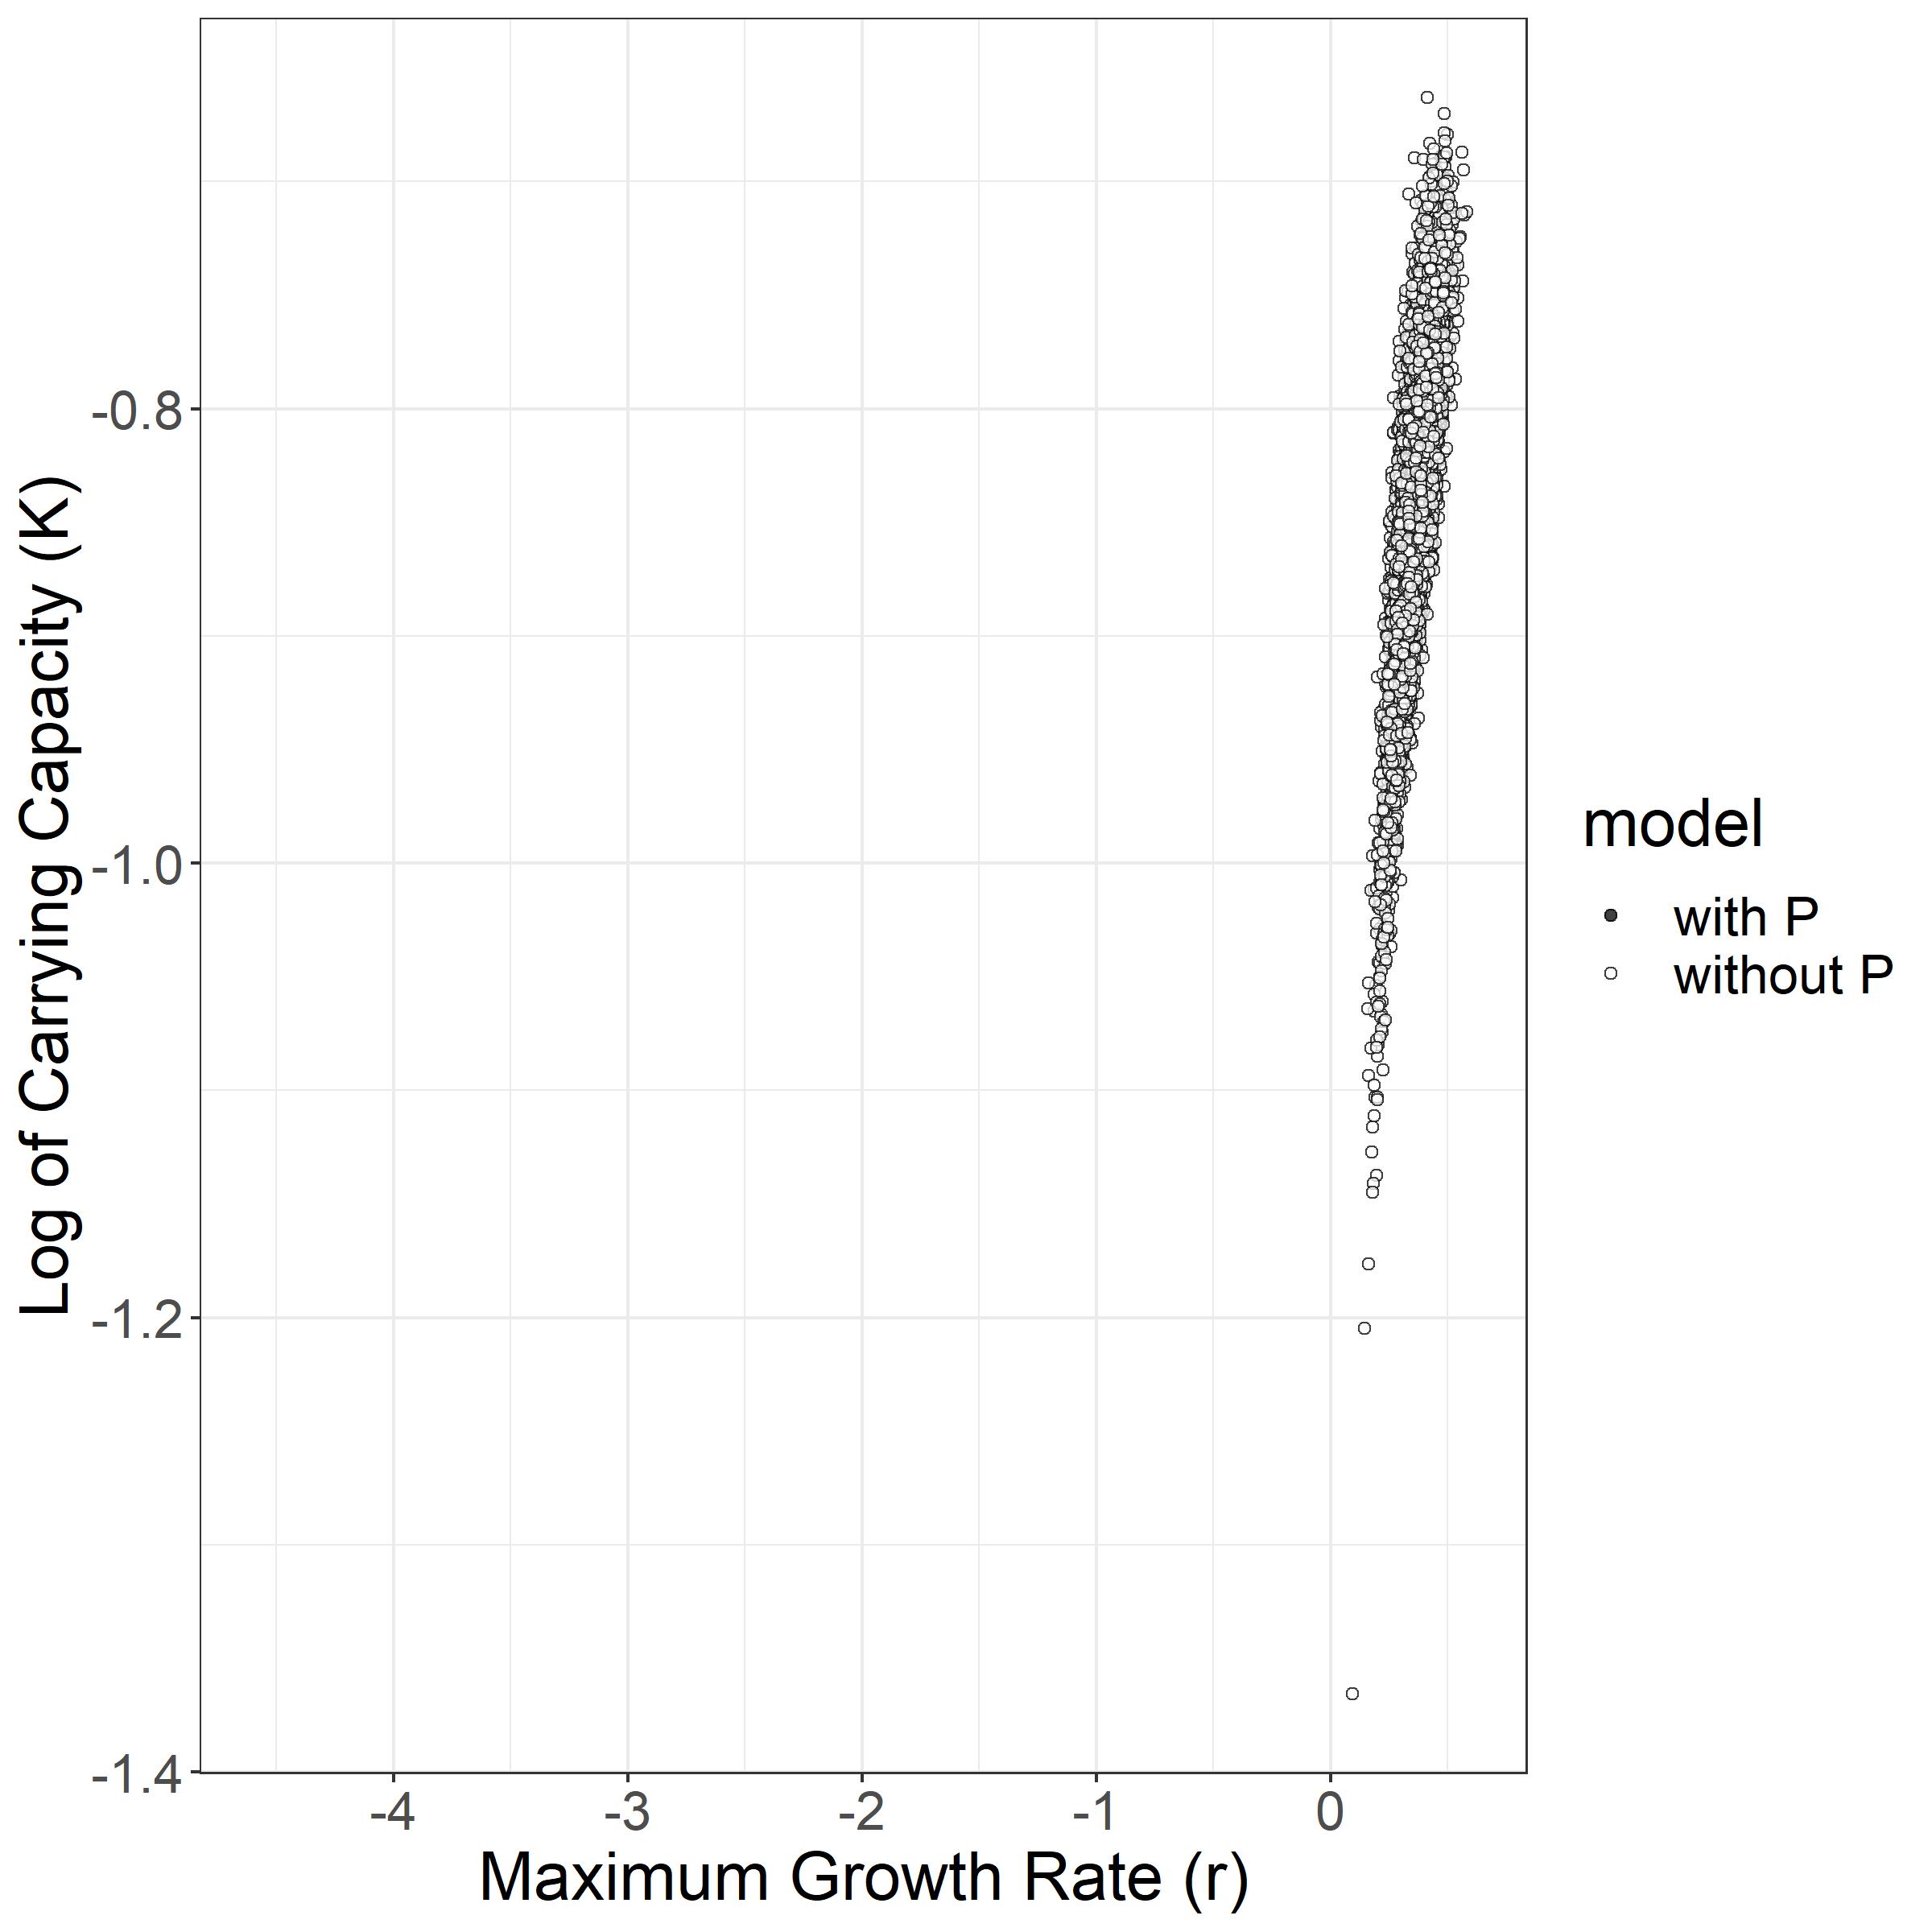 Log of Carrying Capacity (K)
-0.8
-1.0
-1.2
-1.4
-4
-3
-2
-1
0
Maximum Growth Rate (r)
model
with P
without P